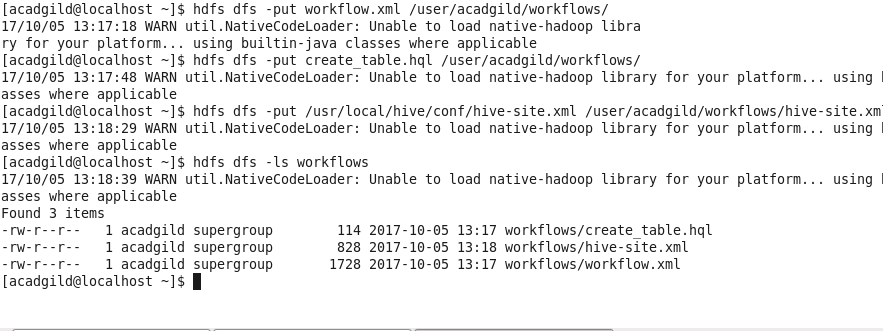 [acadgild@localhost ~]$ hdfs dfs -put workflow.xml /user/acadgild/workflows/
17/10/05 13:17:18 WARN util.NativeCodeLoader: Unable to load native-hadoop libra
ry for your platform... using builtin-java classes where applicable
[acadgild@localhost ~]$ hdfs dfs -put create_table.hql /user/acadgild/workflows/
17/10/05 13:17:48 WARN util.NativeCodeLoader: Unable to load native-hadoop library for your platform... using
asses where applicable
[acadgild@localhost ~]$ hdfs dfs -put /usr/local/hive/conf/hive-site.xml /user/acadgild/workflows/hive-site.xml
17/10/05 13:18:29 WARN util.NativeCodeLoader: Unable to load native-hadoop library for your platform... using
asses where applicable
[acadgild@localhost ~]$ hdfs dfs -ls workflows
17/10/05 13:18:39 WARN util.NativeCodeLoader: Unable to load native-hadoop library for your platform... using
asses where applicable
Found 3 items
-rw-r--r--   1 acadgild supergroup        114 2017-10-05 13:17 workflows/create_table.hql
-rw-r--r--   1 acadgild supergroup        828 2017-10-05 13:18 workflows/hive-site.xml
-rw-r--r--   1 acadgild supergroup       1728 2017-10-05 13:17 workflows/workflow.xml
[acadgild@localhost ~]$